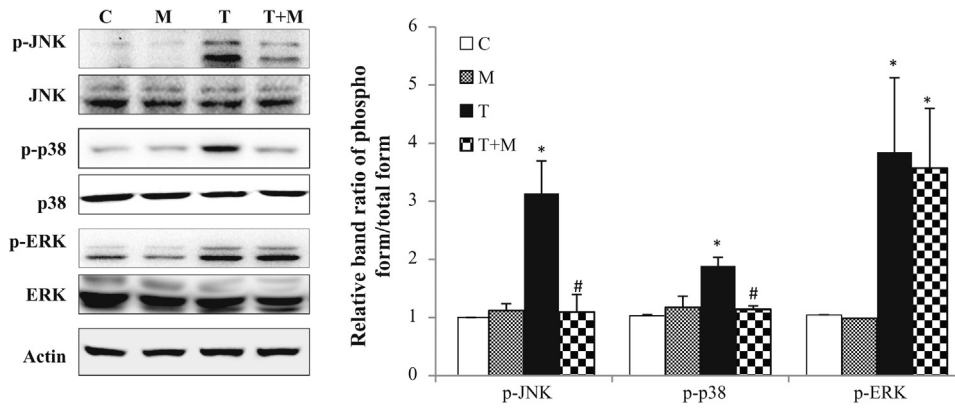 C M T T+M
p-JNK
JNK
p-p38
p38
p-ERK
ERK
Actin
Relative band ratio of phospho
form/total form
6
5
4
3
2
1
0
C
M
T
T+M
* # * # * *
p-JNK p-p38 p-ERK